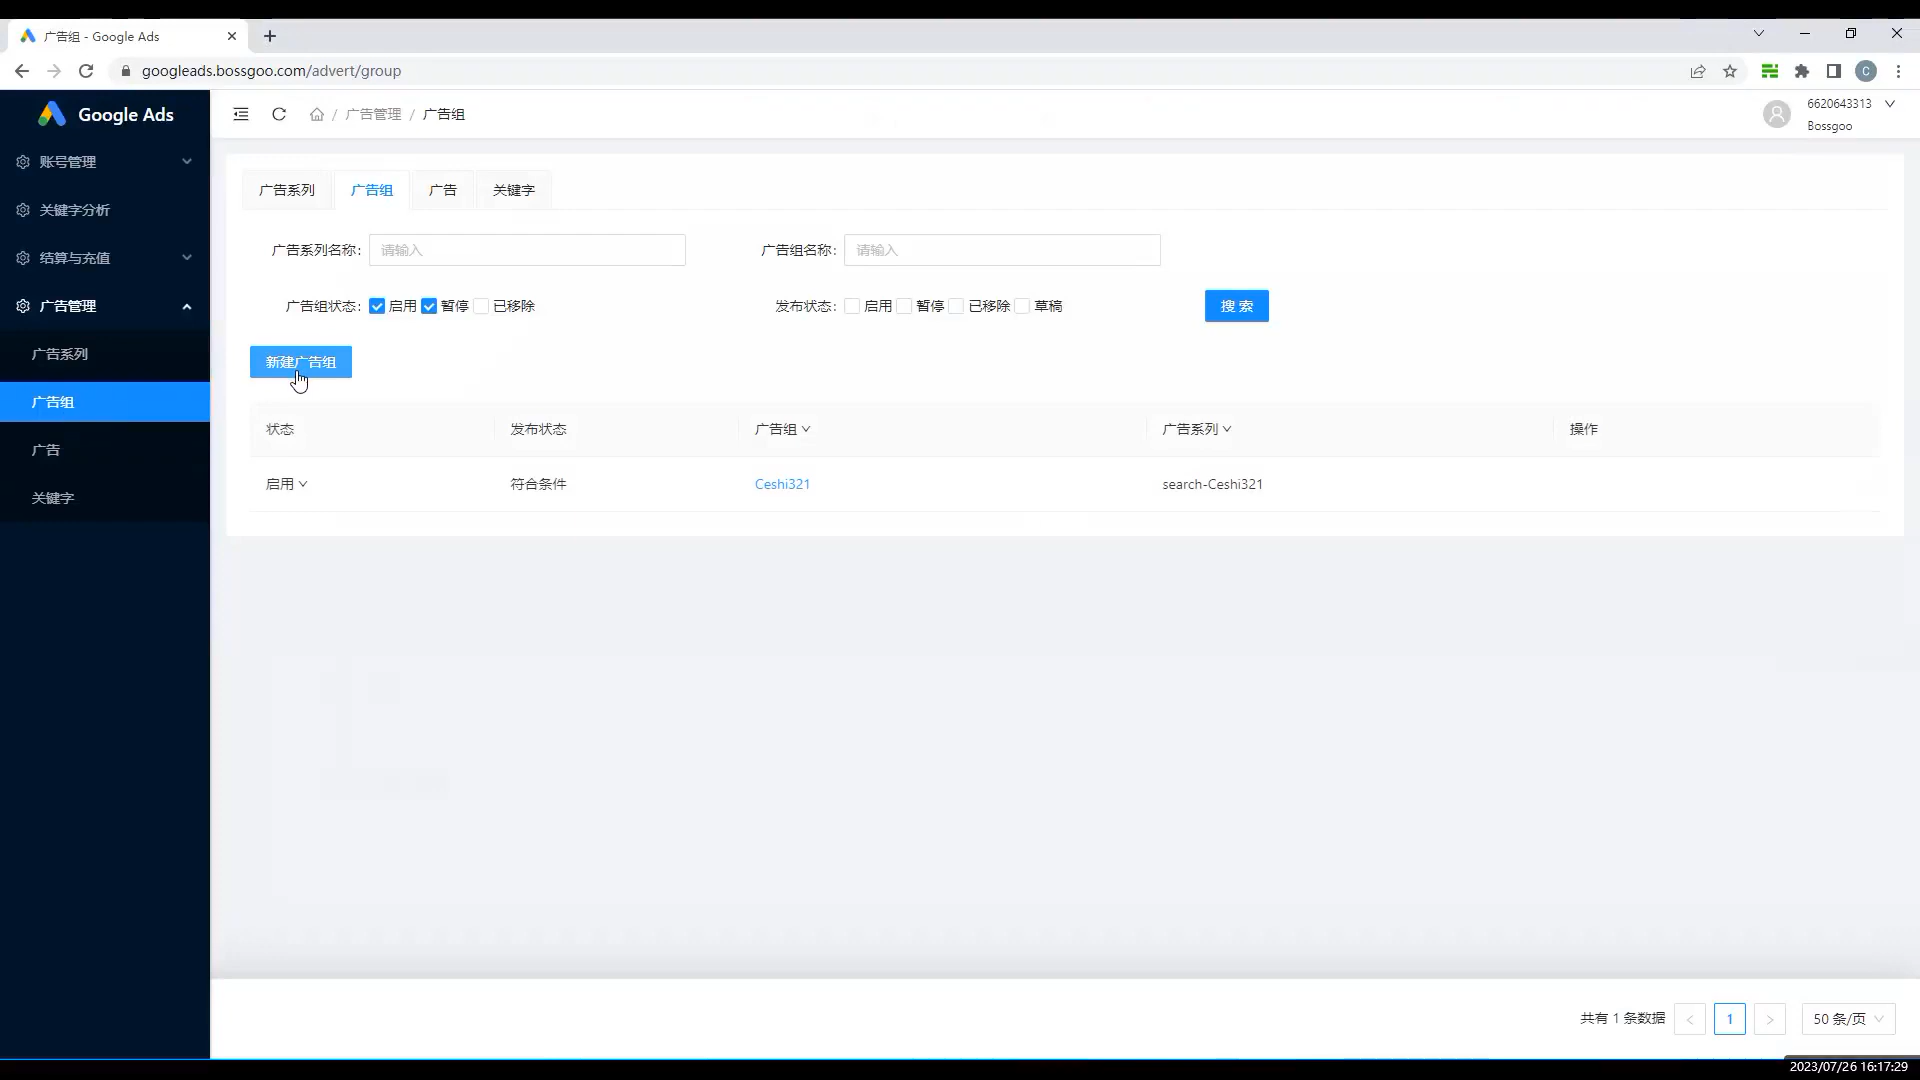 广告组 - Google Ads
googleads.bossgoo.com/advert/group
C
Google Ads
广告管理 / 广告组
6620643313
Bossgoo
账号管理
关键字分析
结算与充值
广告管理
广告系列
广告组
广告
关键字
广告系列 广告组 广告 关键字
广告系列名称: 请输入 广告组名称: 请输入
广告组状态: 启用 暂停 已移除 发布状态: 启用 暂停 已移除 草稿 搜 索
新建广告组
状态 发布状态 广告组 广告系列 操作
启用 符合条件 Ceshi321 search-Ceshi321
共有 1 条数据 < 1 > 50 条/页
2023/07/26 16:17:29